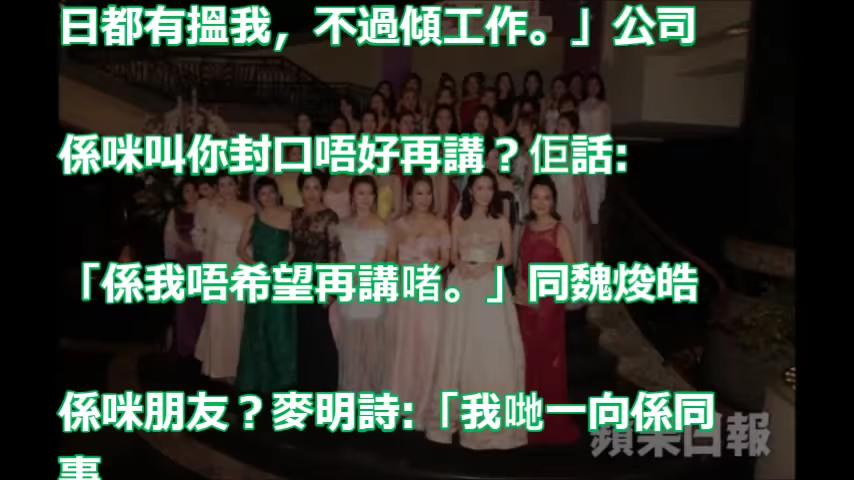 日都有搵我，不過傾工作。」公司
係咪叫你封口唔好再講？佢話:
「係我唔希望再講啫。」同魏焌皓
係咪朋友？麥明詩:「我哋一向係同
蘋果日報
事